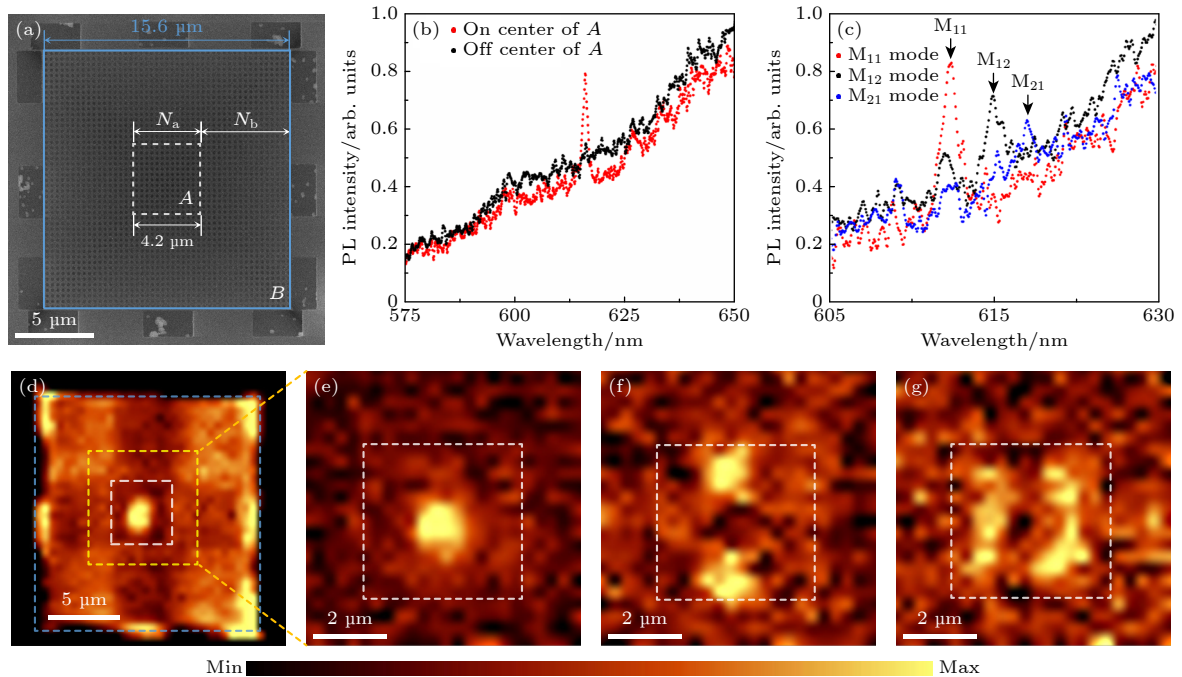 (a)
15.6 µm
Nₐ
N_b
A
4.2 µm
B
5 µm
(b)
On center of A
Off center of A
PL intensity/arb. units
1.0
0.8
0.6
0.4
0.2
0
575
600
625
650
Wavelength/nm
(c)
M₁₁
M₁₂
M₂₁
M₁₁ mode
M₁₂ mode
M₂₁ mode
PL intensity/arb. units
1.0
0.8
0.6
0.4
0.2
0
605
615
630
Wavelength/nm
(d)
5 µm
(e)
2 µm
(f)
2 µm
(g)
2 µm
Min
Max